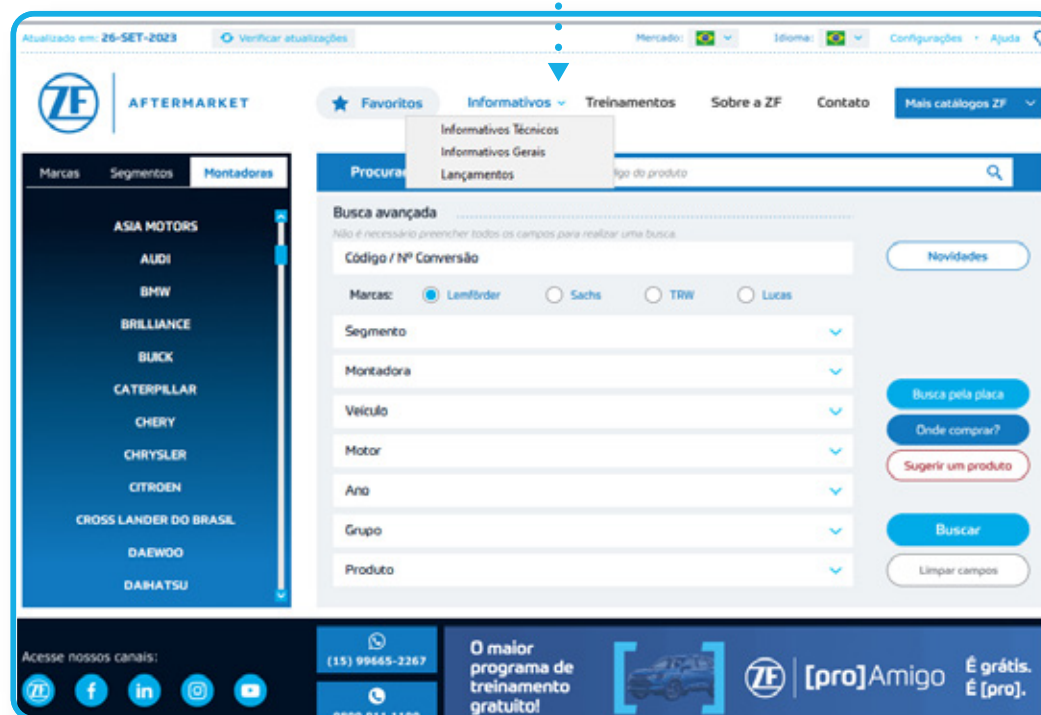 Atualizado em: 26-SET-2023
Verificar atualizações
Mercado:
Idioma:
Configurações • Ajuda
ZF
AFTERMARKET
Favoritos
Informativos
Treinamentos
Sobre a ZF
Contato
Mais catálogos ZF
Informativos Técnicos
Informativos Gerais
Lançamentos
Marcas
Segmentos
Montadoras
ASIA MOTORS
AUDI
BMW
BRILLIANCE
BUICK
CATERPILLAR
CHERY
CHRYSLER
CITROEN
CROSS LANDER DO BRASIL
DAEWOO
DAIHATSU
do produto
Busca avançada
Não é necessário preencher todos os campos para realizar uma busca.
Código / Nº Conversão
Marcas: Lemförder Sachs TRW Lucas
Segmento
Montadora
Veículo
Motor
Ano
Grupo
Produto
Novidades
Busca pela placa
Onde comprar?
Sugerir um produto
Buscar
Limpar campos
Acesse nossos canais:
(15) 99665-2267
O maior
programa de
treinamento
gratuito!
ZF
[pro]Amigo
É grátis.
É [pro].